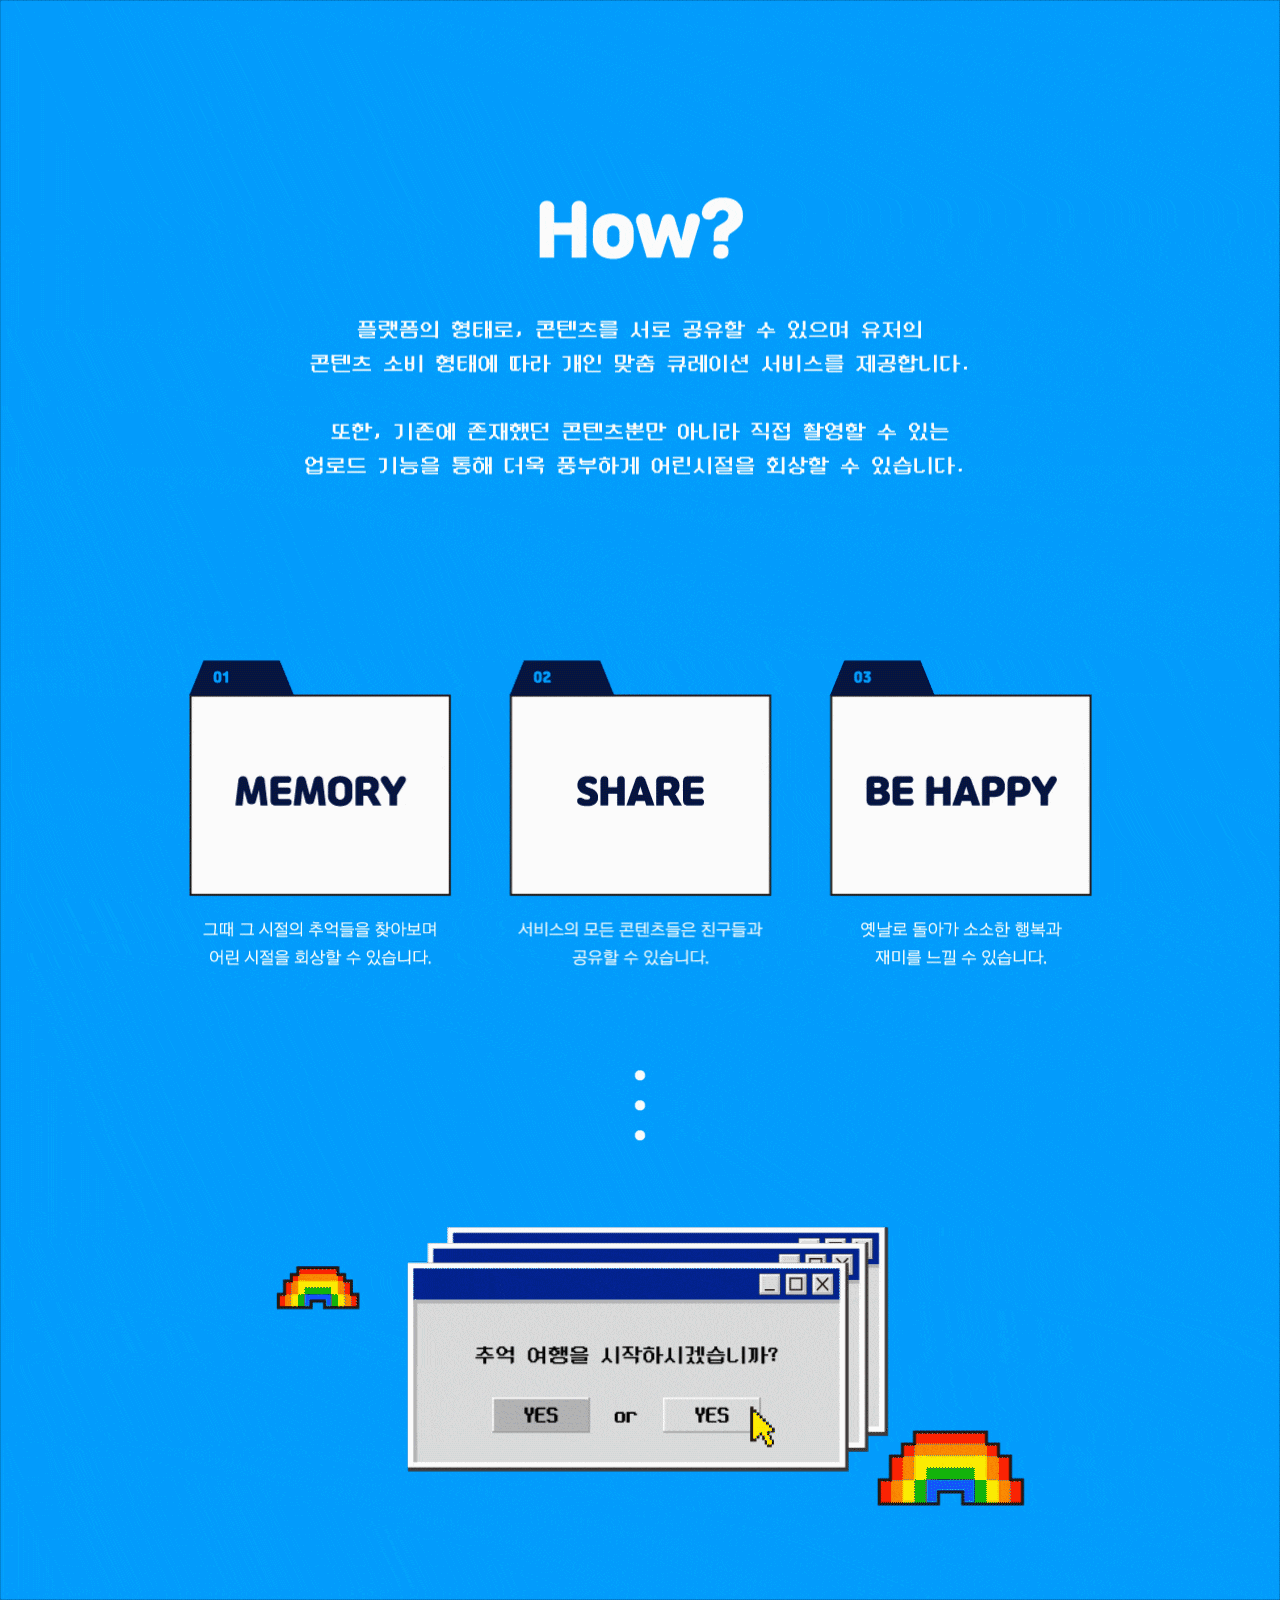 How?
플랫폼의 형태로, 콘텐츠를 서로 공유할 수 있으며 유저의
콘텐츠 소비 형태에 따라 개인 맞춤 큐레이션 서비스를 제공합니다.
또한, 기존에 존재했던 콘텐츠뿐만 아니라 직접 촬영할 수 있는
업로드 기능을 통해 더욱 풍부하게 어린시절을 회상할 수 있습니다.
01
MEMORY
그때 그 시절의 추억들을 찾아보며
어린 시절을 회상할 수 있습니다.
02
SHARE
서비스의 모든 콘텐츠들은 친구들과
공유할 수 있습니다.
03
BE HAPPY
옛날로 돌아가 소소한 행복과
재미를 느낄 수 있습니다.
추억 여행을 시작하시겠습니까?
YES or YES